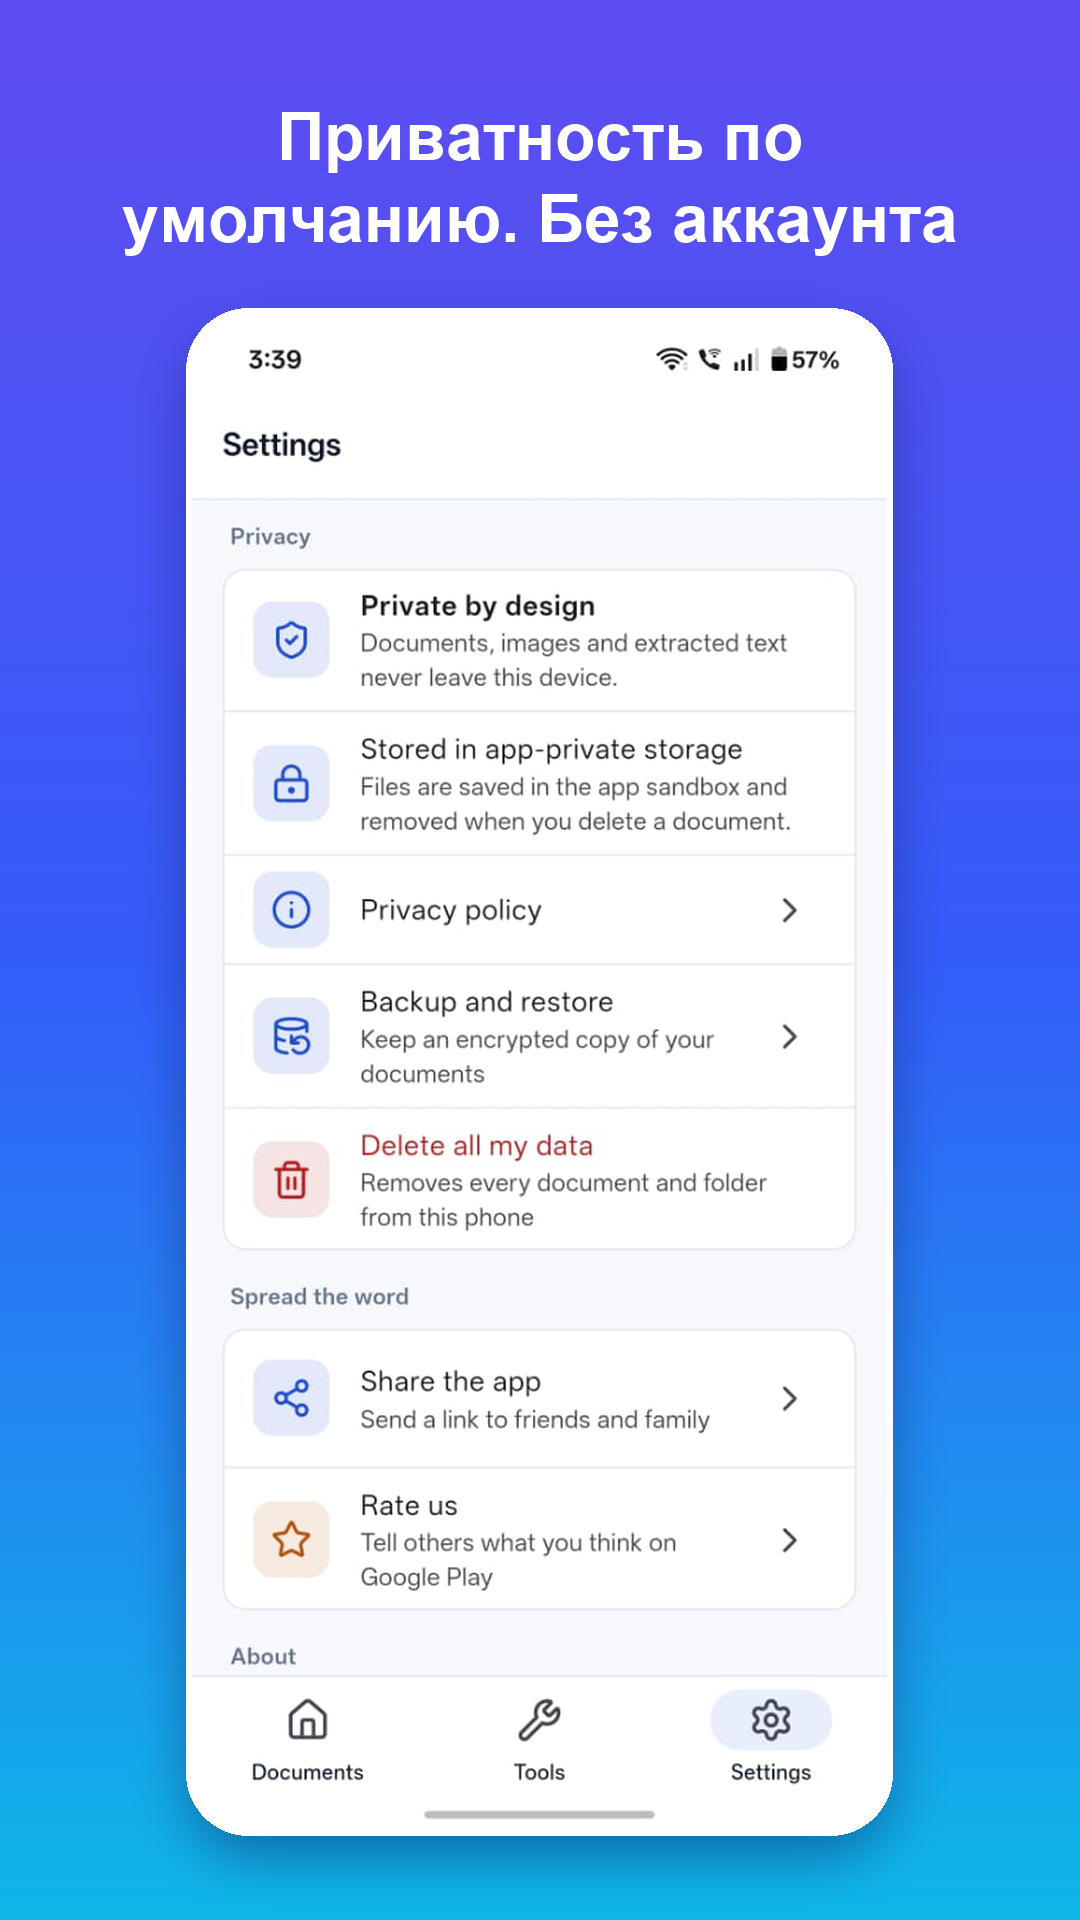 Приватность по
умолчанию. Без аккаунта
3:39
57%
Settings
Privacy
Private by design
Documents, images and extracted text
never leave this device.
Stored in app-private storage
Files are saved in the app sandbox and
removed when you delete a document.
Privacy policy
Backup and restore
Keep an encrypted copy of your
documents
Delete all my data
Removes every document and folder
from this phone
Spread the word
Share the app
Send a link to friends and family
Rate us
Tell others what you think on
Google Play
About
Documents
Tools
Settings